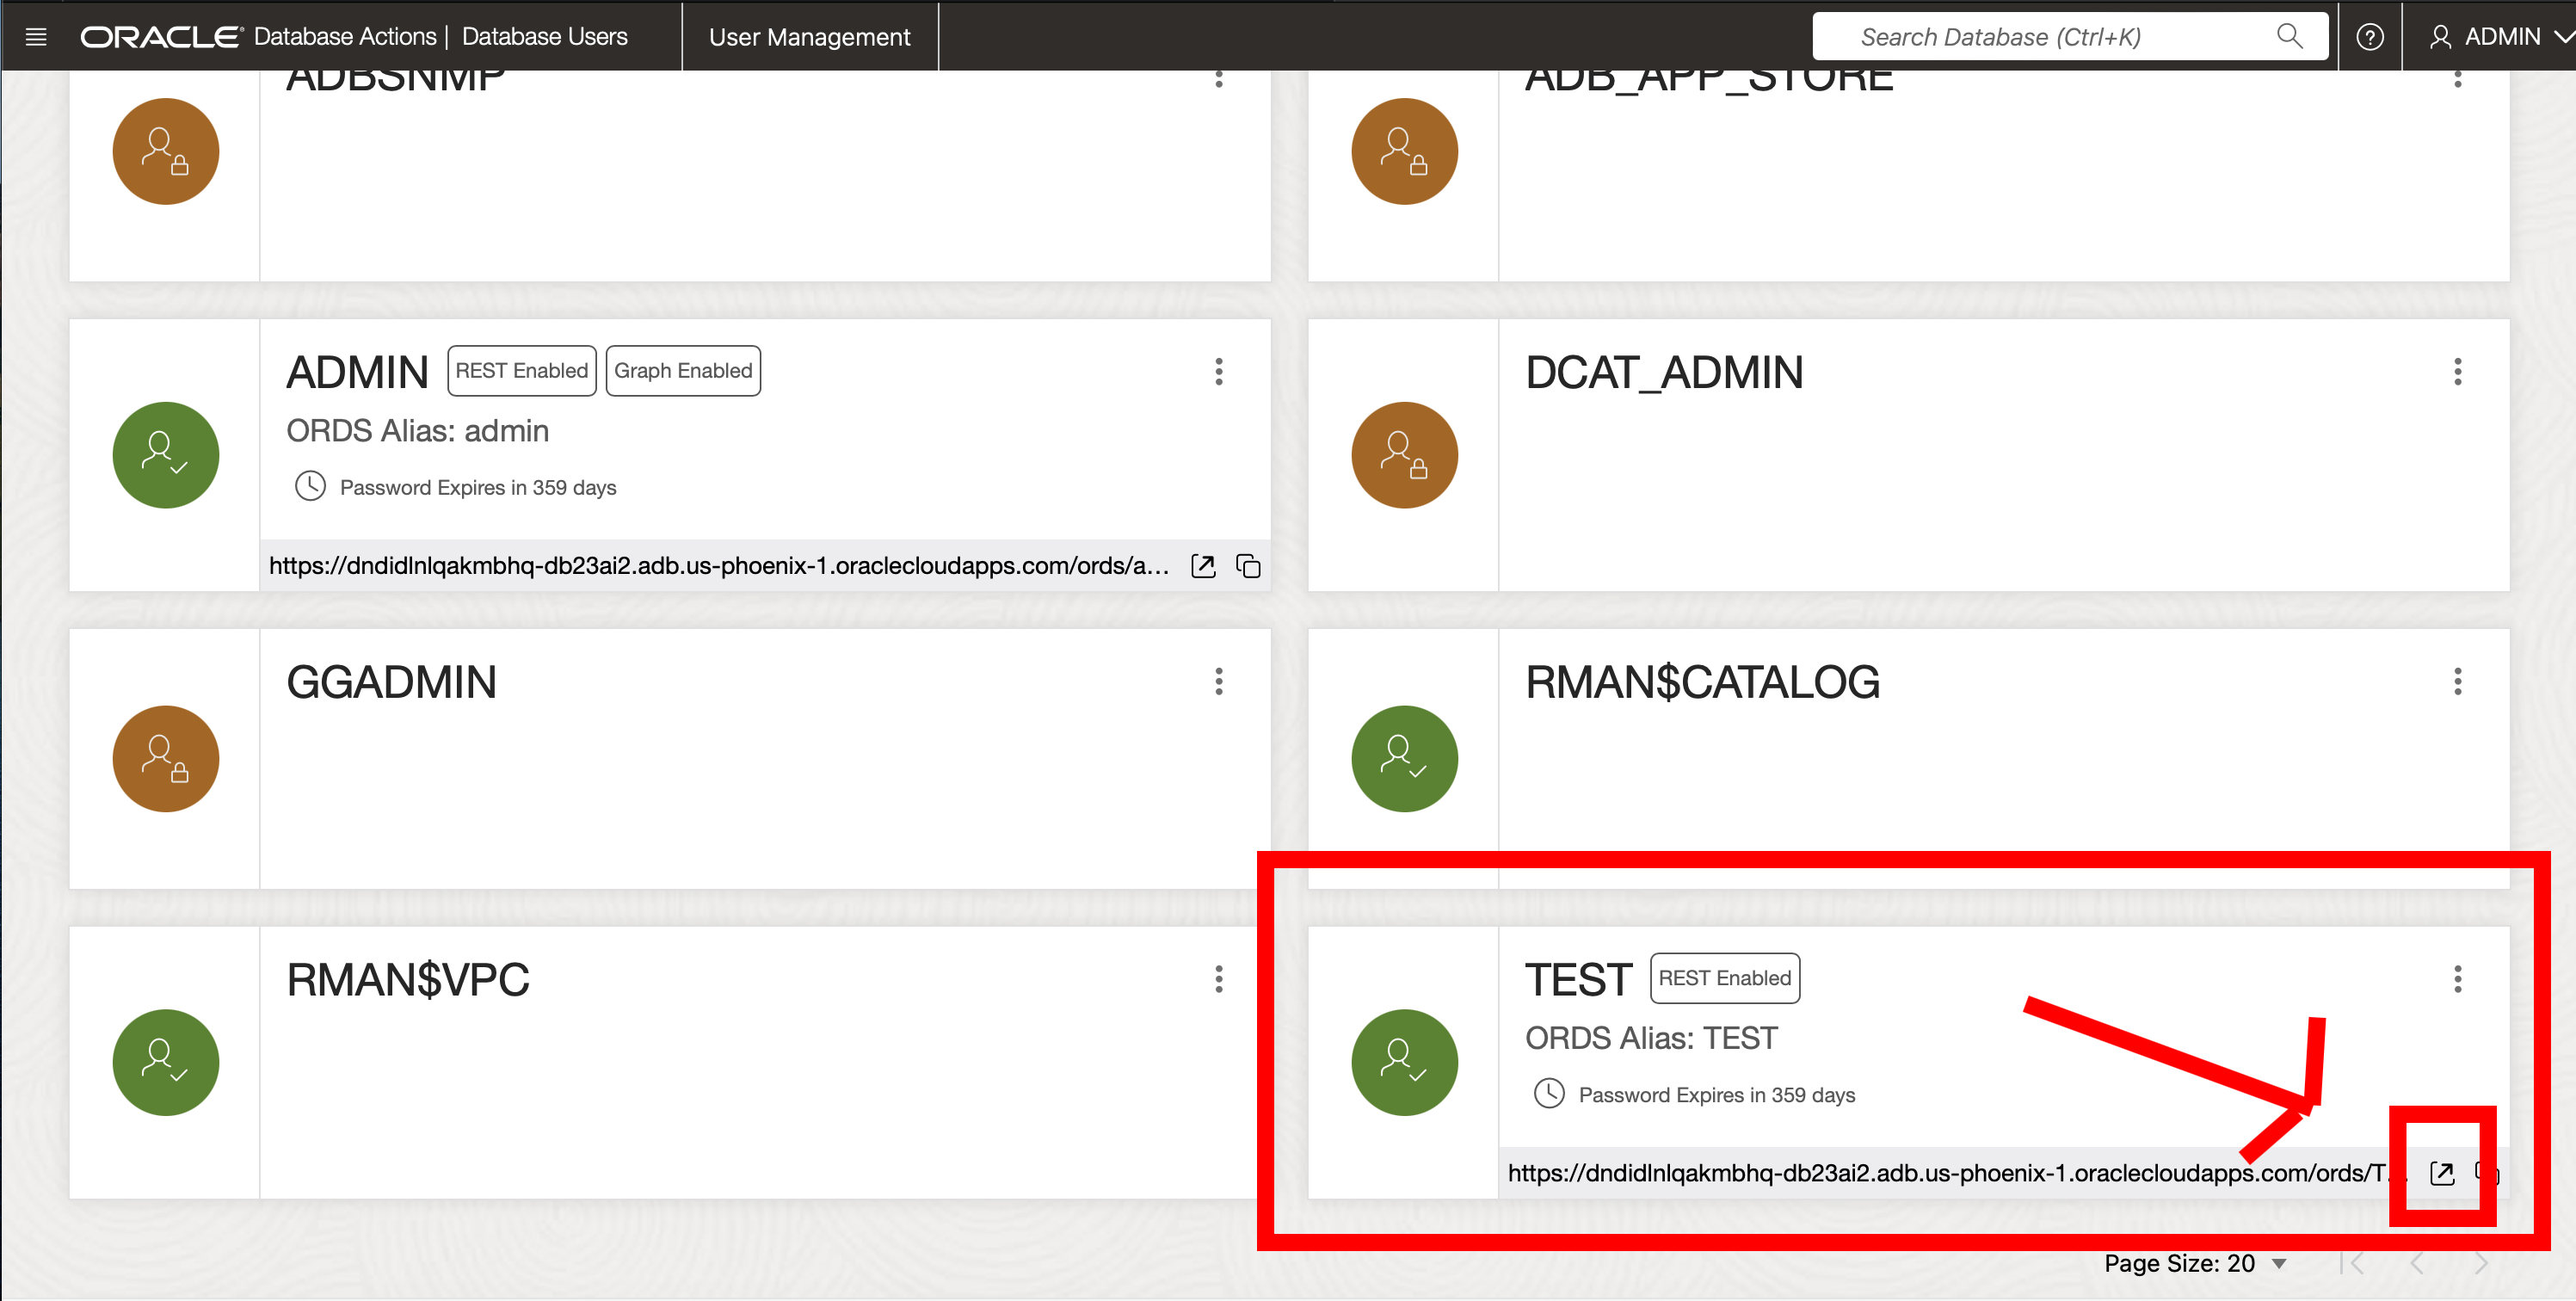 ORACLE Database Actions | Database Users
User Management
Search Database (Ctrl+K)
ADMIN
ADBSNMP
ADB_APP_STORE
ADMIN REST Enabled Graph Enabled
ORDS Alias: admin
Password Expires in 359 days
https://dndidlnlqakmbhq-db23ai2.adb.us-phoenix-1.oraclecloudapps.com/ords/a...
DCAT_ADMIN
GGADMIN
RMAN$CATALOG
RMAN$VPC
TEST REST Enabled
ORDS Alias: TEST
Password Expires in 359 days
https://dndidlnlqakmbhq-db23ai2.adb.us-phoenix-1.oraclecloudapps.com/ords/T...
Page Size: 20